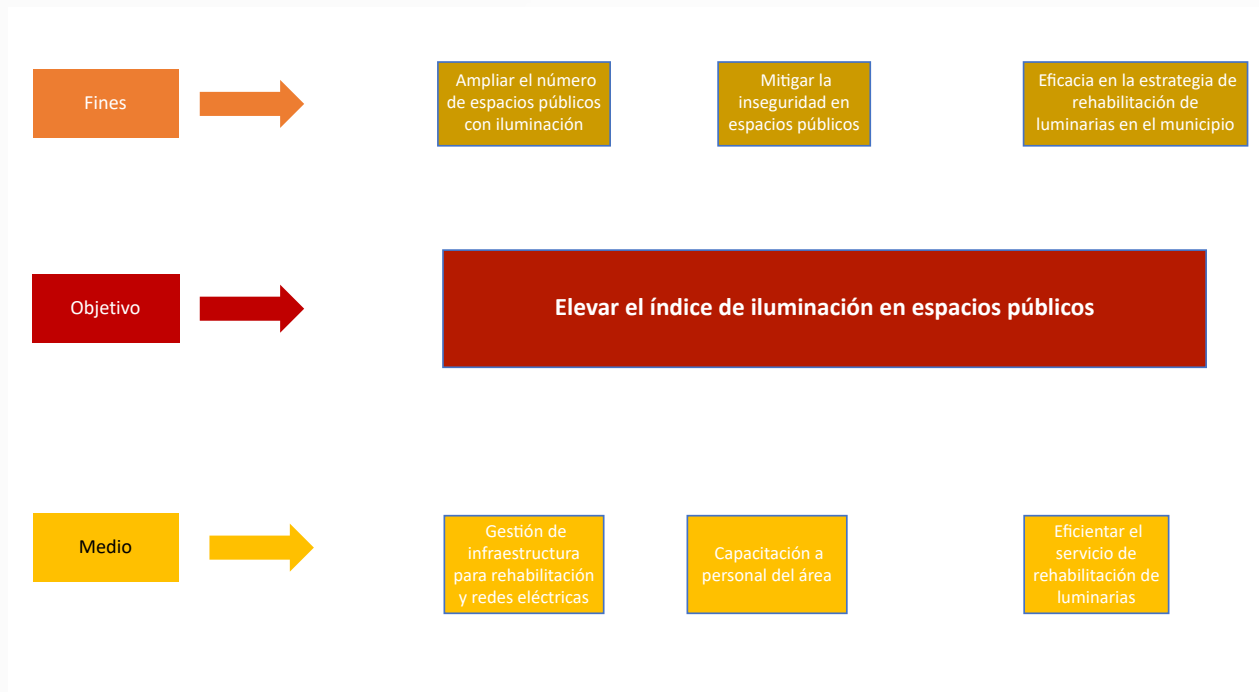 Fines
Ampliar el número
de espacios públicos
con iluminación
Mitigar la
inseguridad en
espacios públicos
Eficacia en la estrategia de
rehabilitación de
luminarias en el municipio
Objetivo
Elevar el índice de iluminación en espacios públicos
Medio
Gestión de
infraestructura
para rehabilitación
y redes eléctricas
Capacitación a
personal del área
Eficientar el
servicio de
rehabilitación de
luminarias